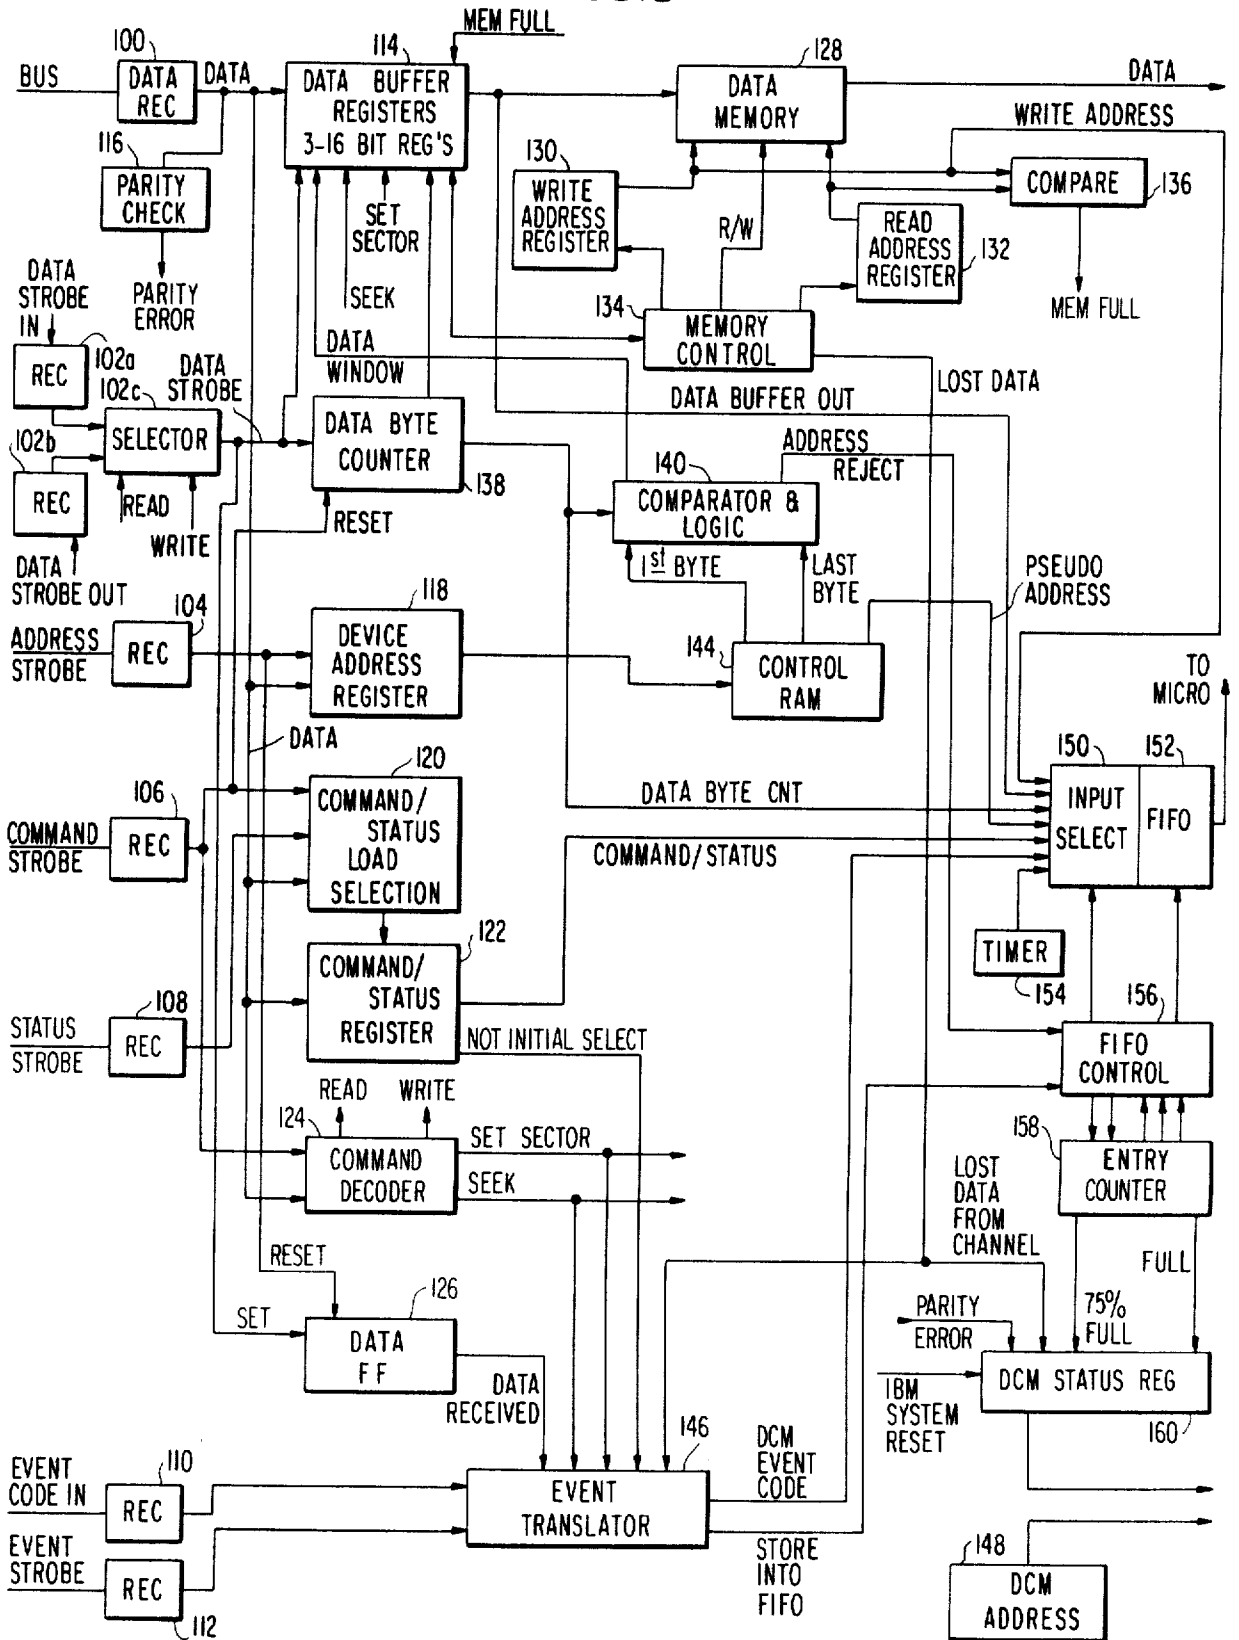 MEM FULL
100
114
128
BUS
DATA
REC
DATA
DATA BUFFER
REGISTERS
3-16 BIT REG'S
DATA
MEMORY
DATA
WRITE ADDRESS
116
PARITY
CHECK
130
WRITE
ADDRESS
REGISTER
COMPARE
136
SET
SECTOR
R/W
READ
ADDRESS
REGISTER
132
DATA
STROBE
IN
PARITY
ERROR
SEEK
134
MEMORY
CONTROL
MEM FULL
102a
REC
DATA
WINDOW
LOST DATA
102c
DATA
STROBE
SELECTOR
DATA BYTE
COUNTER
138
DATA BUFFER OUT
ADDRESS
REJECT
102b
REC
140
COMPARATOR &
LOGIC
READ
WRITE
RESET
DATA
STROBE OUT
1st BYTE
LAST
BYTE
PSEUDO
ADDRESS
104
ADDRESS
STROBE
REC
118
DEVICE
ADDRESS
REGISTER
144
CONTROL
RAM
TO
MICRO
DATA
120
150
152
106
COMMAND
STROBE
REC
COMMAND/
STATUS
LOAD
SELECTION
DATA BYTE CNT
INPUT
SELECT
FIFO
COMMAND/STATUS
122
COMMAND/
STATUS
REGISTER
TIMER
154
108
STATUS
STROBE
REC
156
NOT INITIAL SELECT
FIFO
CONTROL
READ
WRITE
124
COMMAND
DECODER
SET SECTOR
SEEK
158
ENTRY
COUNTER
LOST
DATA
FROM
CHANNEL
RESET
FULL
126
SET
DATA
FF
PARITY
ERROR
75%
FULL
DATA
RECEIVED
DCM STATUS REG
IBM
SYSTEM
RESET
160
146
110
EVENT
CODE IN
REC
EVENT
TRANSLATOR
DCM
EVENT
CODE
EVENT
STROBE
REC
112
STORE
INTO
FIFO
148
DCM
ADDRESS